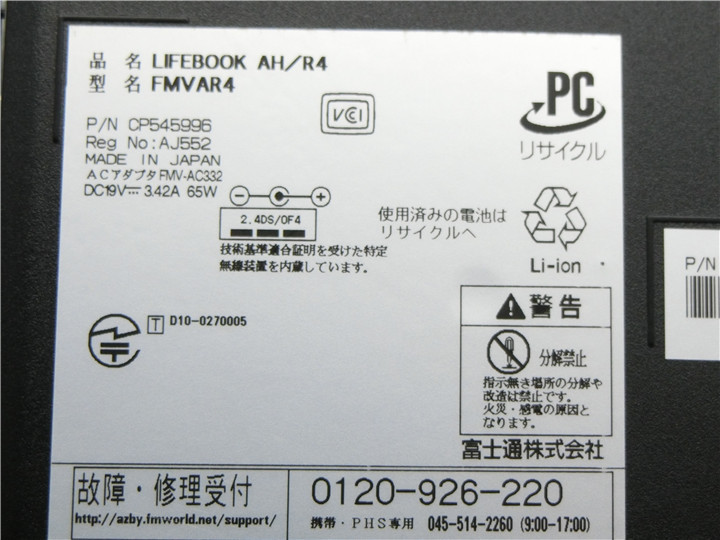 品 名 LIFEBOOK AH/R4
型 名 FMVAR4
VCCI
PC
リサイクル
P/N CP545996
Reg No:AJ552
MADE IN JAPAN
ACアダプタ FMV-AC332
DC19V⎓ 3.42A 65W
2.4DS/OF4
技術基準適合証明を受けた特定
無線装置を内蔵しています。
使用済みの電池は
リサイクルへ
Li-ion
T D10-0270005
警告
分解禁止
指示無き場所の分解や
改造は禁止です。
火災・感電の原因と
なります。
富士通株式会社
故障・修理受付
http://azby.fmworld.net/support/
0120-926-220
携帯・PHS専用 045-514-2260 (9:00-17:00)
P/N